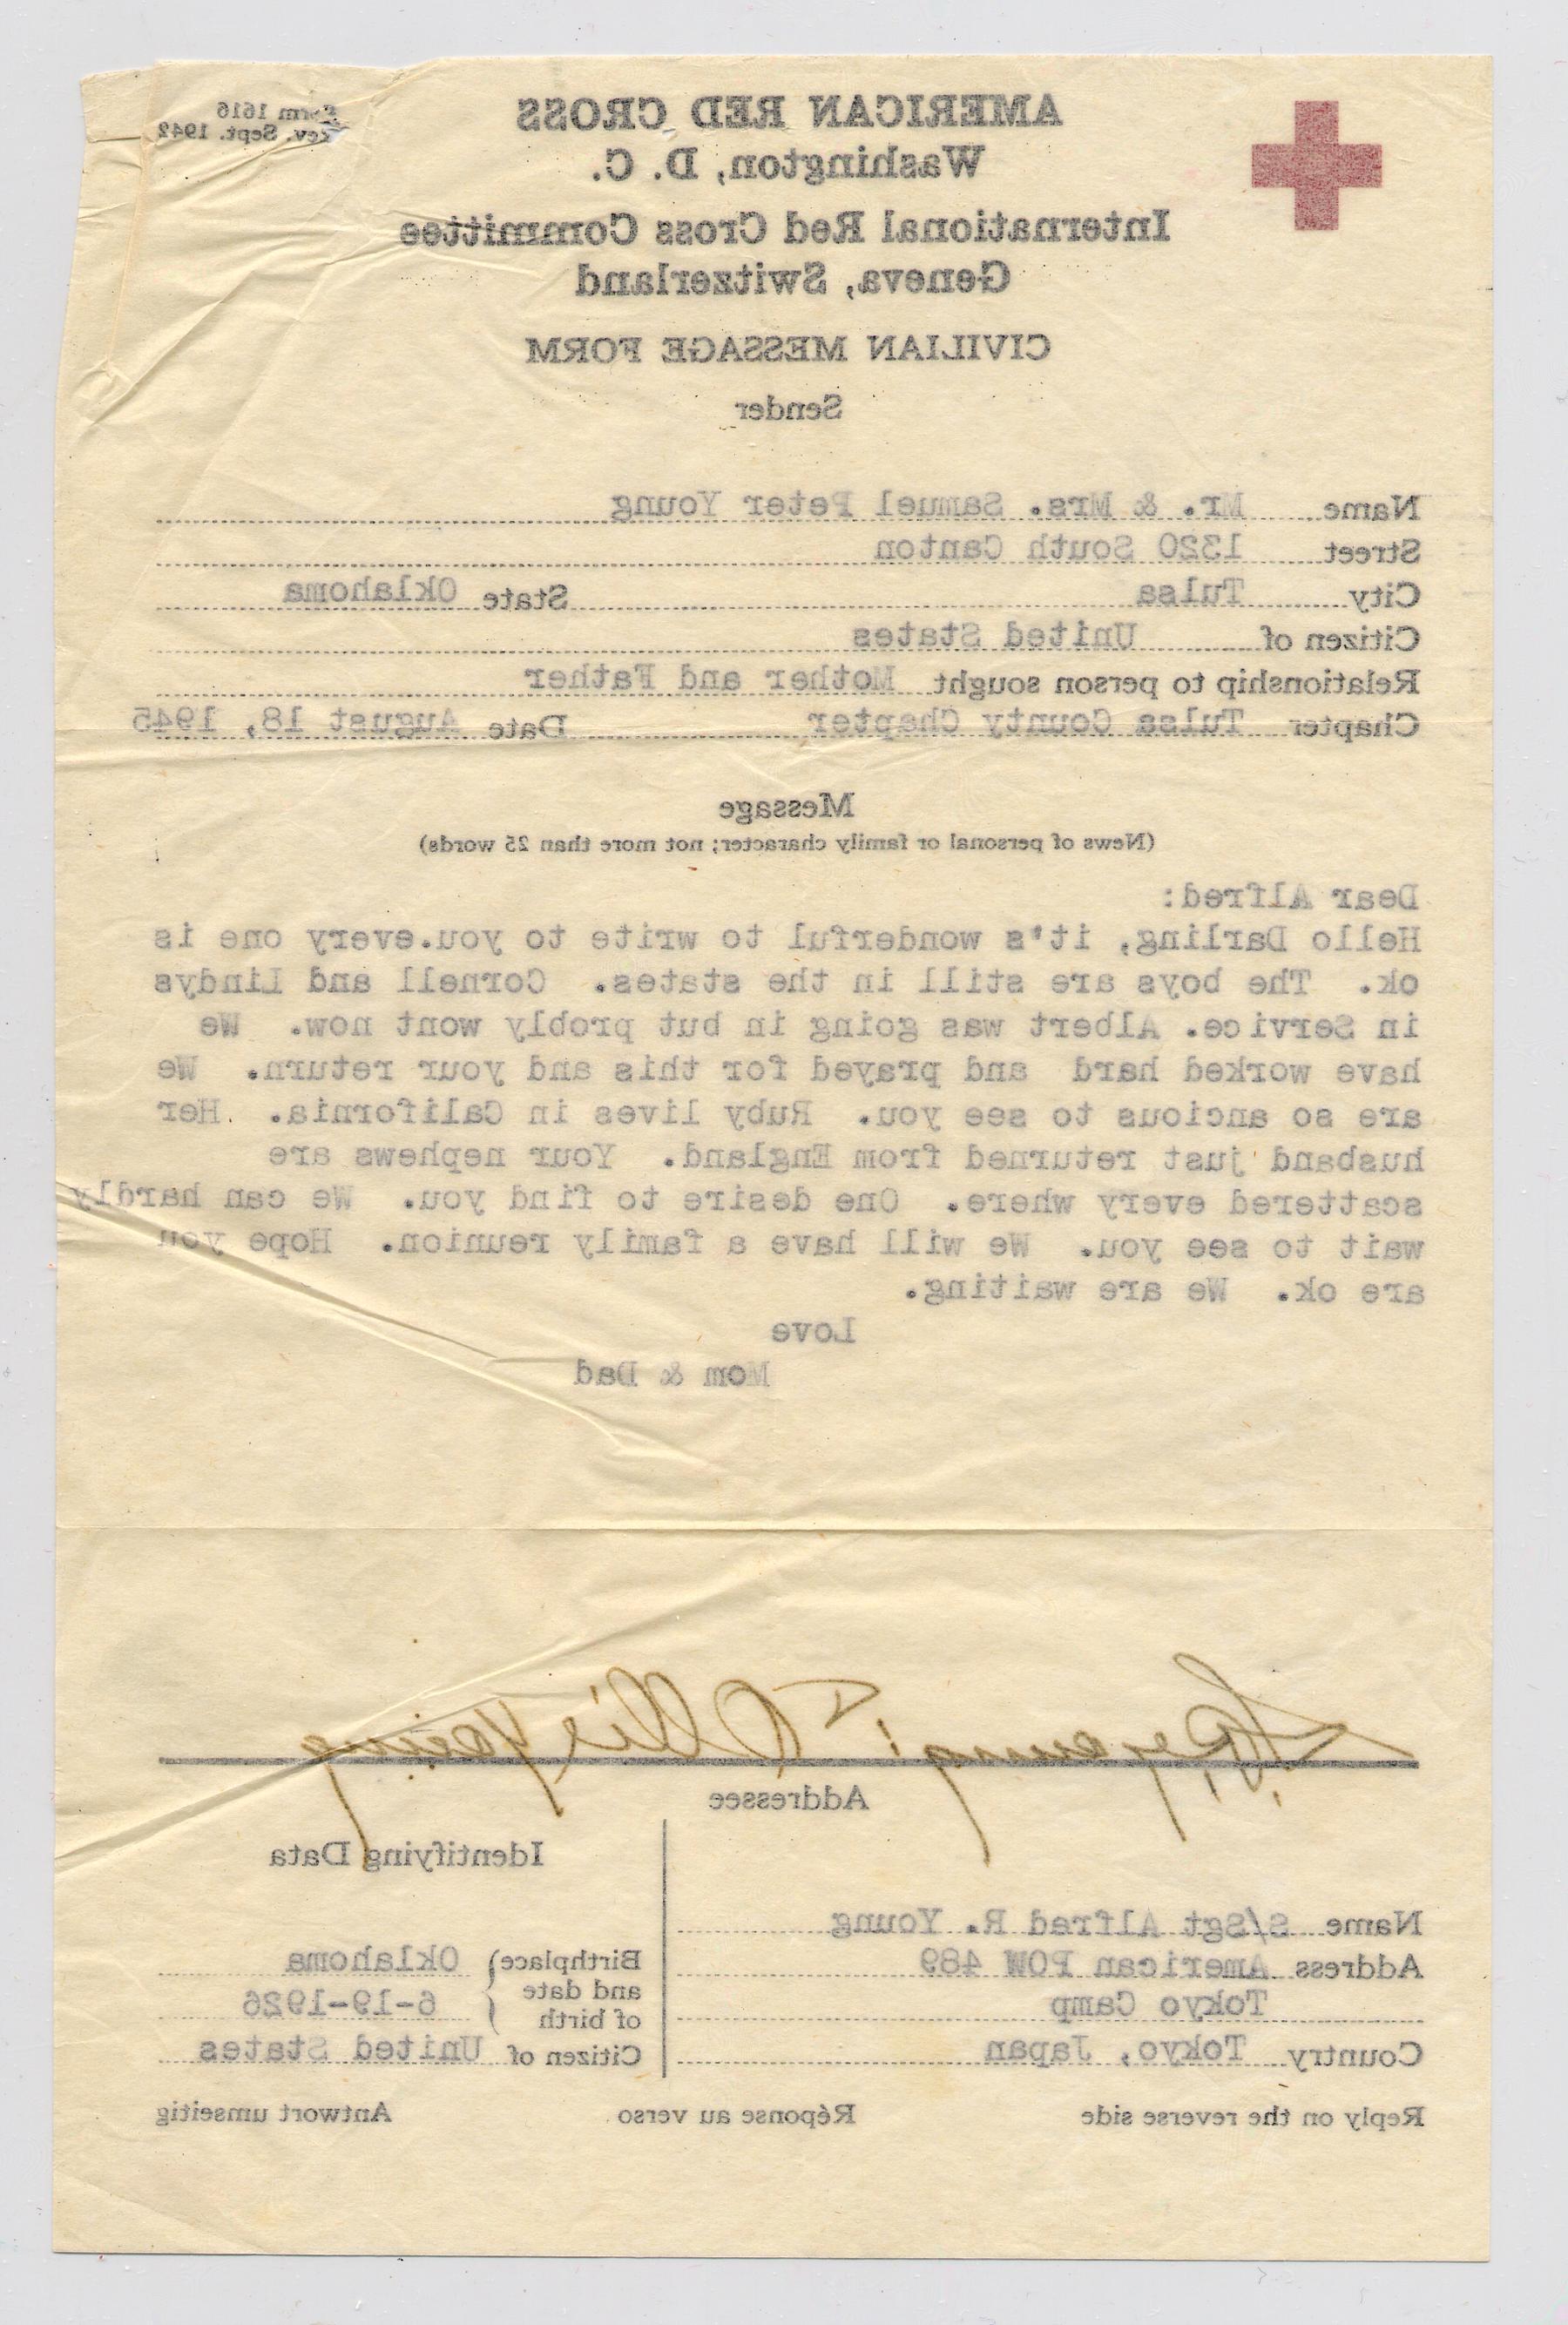 Form 1616
Rev. Sept. 1942
AMERICAN RED CROSS
Washington, D. C.
International Red Cross Committee
Geneva, Switzerland
CIVILIAN MESSAGE FORM
Sender
Name Mr. & Mrs. Samuel Peter Young
Street 1320 South Canton
City Tulsa State Oklahoma
Citizen of United States
Relationship to person sought Mother and Father
Chapter Tulsa County Chapter Date August 18, 1945
Message
(News of personal or family character; not more than 25 words)
Dear Alfred:
Hello Darling, it's wonderful to write to you.every one is
ok. The boys are still in the states. Cornell and Lindys
in Service. Albert was going in but probly wont now. We
have worked hard and prayed for this and your return. We
are so ancious to see you. Ruby lives in California. Her
husband just returned from England. Your nephews are
scattered every where. One desire to find you. We can hardly
wait to see you. We will have a family reunion. Hope you
are ok. We are waiting.
Love
Mom & Dad
S.P. Young & Ollie Young
Addressee
Identifying Data
Name S/Sgt Alfred R. Young
Address American POW 489
Tokyo Camp
Country Tokyo, Japan
Birthplace Oklahoma
and date
of birth 6-19-1926
Citizen of United States
Reply on the reverse side Réponse au verso Antwort umseitig